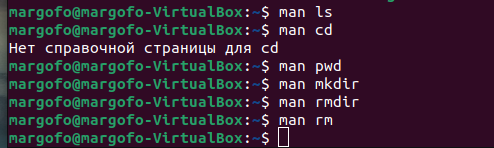 margofo@margofo-VirtualBox:~$ man ls
margofo@margofo-VirtualBox:~$ man cd
Нет справочной страницы для cd
margofo@margofo-VirtualBox:~$ man pwd
margofo@margofo-VirtualBox:~$ man mkdir
margofo@margofo-VirtualBox:~$ man rmdir
margofo@margofo-VirtualBox:~$ man rm
margofo@margofo-VirtualBox:~$